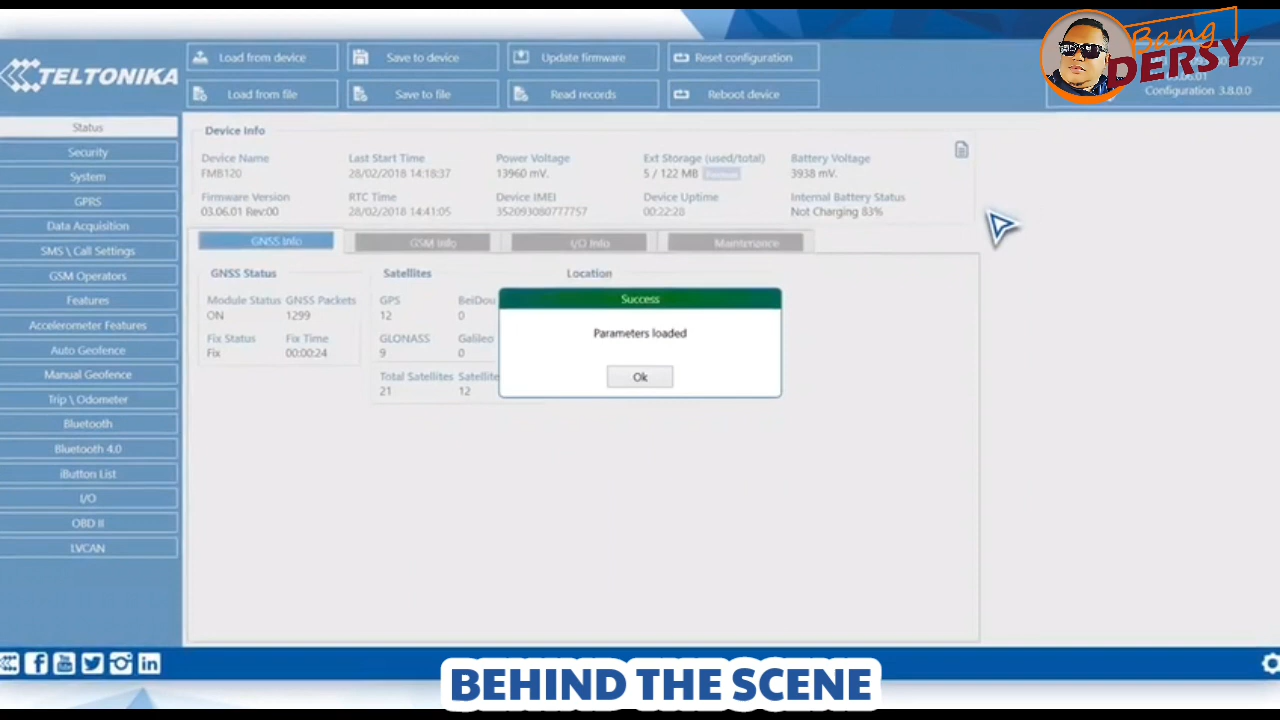 Bang
DERSY
TELTONIKA
Load from device
Save to device
Update firmware
Reset configuration
Load from file
Save to file
Read records
Reboot device
03.06.01
Configuration 3.8.0.0
Status
Security
System
GPRS
Data Acquisition
SMS \ Call Settings
GSM Operators
Features
Accelerometer Features
Auto Geofence
Manual Geofence
Trip \ Odometer
Bluetooth
Bluetooth 4.0
iButton List
I/O
OBD II
LVCAN
Device Info
Device Name
FMB120
Last Start Time
28/02/2018 14:18:37
Power Voltage
13960 mV.
Ext Storage (used/total)
5 / 122 MB
Battery Voltage
3938 mV.
Firmware Version
03.06.01 Rev:00
RTC Time
28/02/2018 14:41:05
Device IMEI
352093080777757
Device Uptime
00:22:28
Internal Battery Status
Not Charging 83%
GNSS Info
GSM Info
I/O Info
Maintenance
GNSS Status
Module Status
ON
GNSS Packets
1299
Fix Status
Fix
Fix Time
00:00:24
Satellites
GPS
12
BeiDou
0
GLONASS
9
Galileo
0
Total Satellites
21
Satellite
12
Location
Success
Parameters loaded
Ok
BEHIND THE SCENE